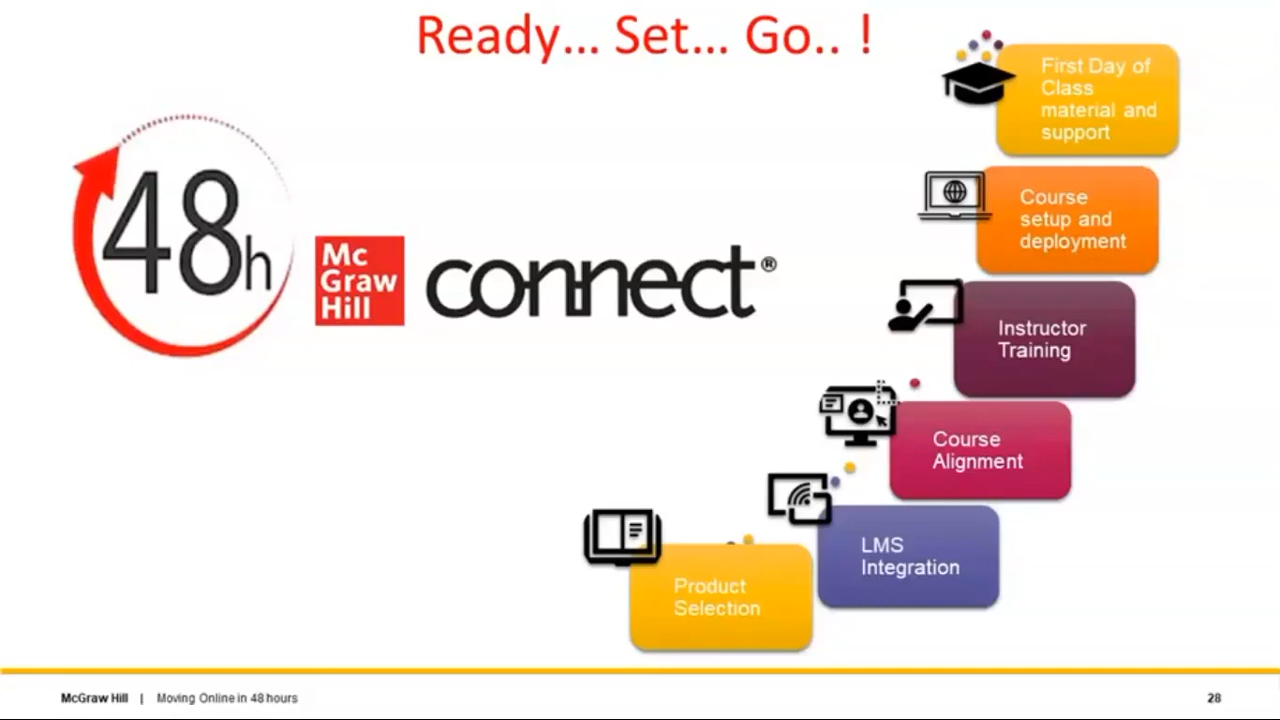 Ready... Set... Go.. !
First Day of
Class
material and
support
48h
Course
setup and
deployment
Mc
Graw
Hill
connect®
Instructor
Training
Course
Alignment
LMS
Integration
Product
Selection
McGraw Hill | Moving Online in 48 hours
28